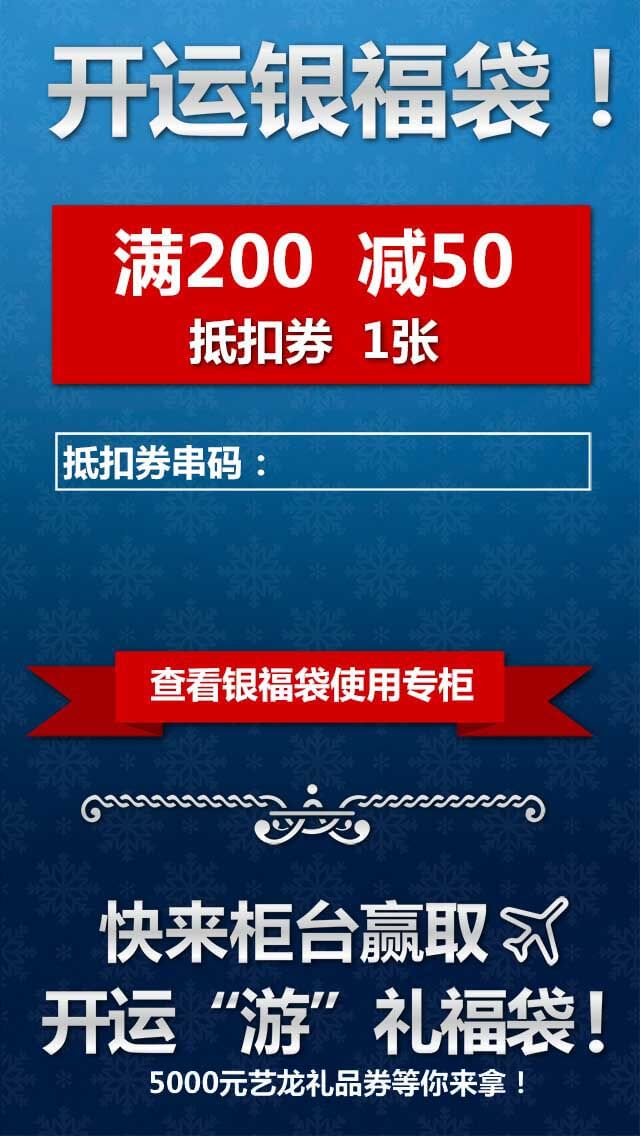 开运银福袋！
满200 减50
抵扣券 1张
抵扣券串码：
查看银福袋使用专柜
快来柜台赢取
开运“游”礼福袋！
5000元艺龙礼品券等你来拿！